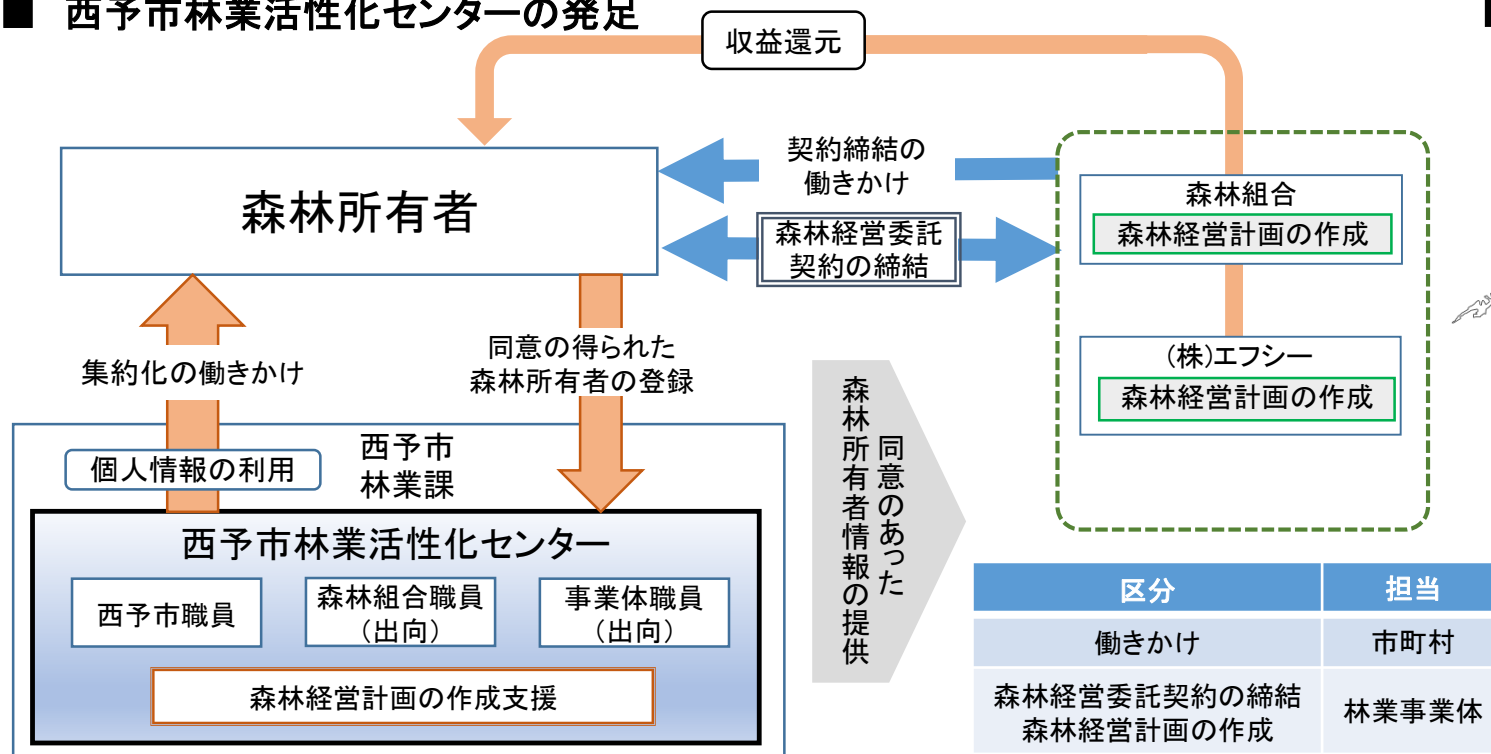 ■ 西予市林業活性化センターの発足
収益還元
森林所有者
契約締結の
働きかけ
森林経営委託
契約の締結
森林組合
森林経営計画の作成
(株)エフシー
森林経営計画の作成
集約化の働きかけ
同意の得られた
森林所有者の登録
個人情報の利用
西予市
林業課
西予市林業活性化センター
西予市職員
森林組合職員
(出向)
事業体職員
(出向)
森林経営計画の作成支援
同意のあった
森林所有者情報の提供
区分 担当
働きかけ 市町村
森林経営委託契約の締結
森林経営計画の作成
林業事業体